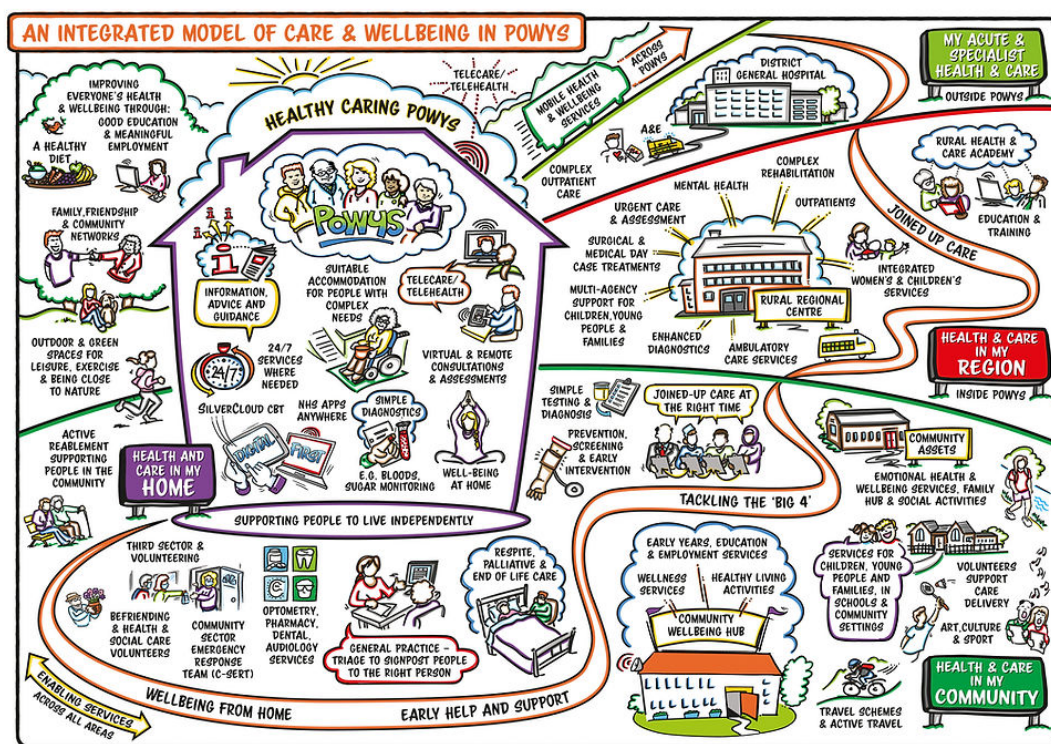 AN INTEGRATED MODEL OF CARE & WELLBEING IN POWYS
IMPROVING
EVERYONE'S HEALTH
& WELLBEING THROUGH:
GOOD EDUCATION
& MEANINGFUL
EMPLOYMENT
A HEALTHY
DIET
FAMILY, FRIENDSHIP
& COMMUNITY
NETWORKS
OUTDOOR & GREEN
SPACES FOR
LEISURE, EXERCISE
& BEING CLOSE
TO NATURE
ACTIVE
REABLEMENT
SUPPORTING
PEOPLE IN THE
COMMUNITY
HEALTH AND
CARE IN MY
HOME
HEALTHY CARING POWYS
TELECARE/
TELEHEALTH
POWYS
i
i
i
i
INFORMATION,
ADVICE AND
GUIDANCE
SUITABLE
ACCOMMODATION
FOR PEOPLE WITH
COMPLEX
NEEDS
TELECARE/
TELEHEALTH
24/7
24/7
SERVICES
WHERE
NEEDED
VIRTUAL & REMOTE
CONSULTATIONS
& ASSESSMENTS
SILVERCLOUD CBT
NHS APPS
ANYWHERE
DIGITAL
FIRST
SIMPLE
DIAGNOSTICS
E.G. BLOODS,
SUGAR MONITORING
WELL-BEING
AT HOME
SUPPORTING PEOPLE TO LIVE INDEPENDENTLY
MOBILE HEALTH
& WELLBEING
SERVICES
ACROSS
POWYS
DISTRICT
GENERAL HOSPITAL
A&E
COMPLEX
OUTPATIENT
CARE
MY ACUTE &
SPECIALIST
HEALTH & CARE
OUTSIDE POWYS
RURAL HEALTH &
CARE ACADEMY
EDUCATION &
TRAINING
JOINED UP CARE
MENTAL HEALTH
COMPLEX
REHABILITATION
URGENT CARE
& ASSESSMENT
OUTPATIENTS
SURGICAL &
MEDICAL DAY
CASE TREATMENTS
MULTI-AGENCY
SUPPORT FOR
CHILDREN, YOUNG
PEOPLE &
FAMILIES
INTEGRATED
WOMEN'S & CHILDREN'S
SERVICES
RURAL REGIONAL
CENTRE
ENHANCED
DIAGNOSTICS
AMBULATORY
CARE SERVICES
HEALTH & CARE
IN MY
REGION
INSIDE POWYS
SIMPLE
TESTING &
DIAGNOSIS
JOINED-UP CARE AT
THE RIGHT TIME
PREVENTION,
SCREENING
& EARLY
INTERVENTION
TACKLING THE 'BIG 4'
COMMUNITY
ASSETS
EMOTIONAL HEALTH &
WELLBEING SERVICES, FAMILY
HUB & SOCIAL ACTIVITIES
THIRD SECTOR &
VOLUNTEERING
BEFRIENDING
& HEALTH &
SOCIAL CARE
VOLUNTEERS
COMMUNITY
SECTOR
EMERGENCY
RESPONSE
TEAM (C-SERT)
OPTOMETRY,
PHARMACY,
DENTAL,
AUDIOLOGY
SERVICES
GENERAL PRACTICE –
TRIAGE TO SIGNPOST PEOPLE
TO THE RIGHT PERSON
RESPITE,
PALLIATIVE &
END OF LIFE CARE
EARLY YEARS, EDUCATION
& EMPLOYMENT SERVICES
WELLNESS
SERVICES
HEALTHY LIVING
ACTIVITIES
COMMUNITY
WELLBEING HUB
SERVICES FOR
CHILDREN, YOUNG
PEOPLE AND
FAMILIES, IN
SCHOOLS &
COMMUNITY
SETTINGS
VOLUNTEERS
SUPPORT
CARE
DELIVERY
ART, CULTURE
& SPORT
TRAVEL SCHEMES
& ACTIVE TRAVEL
HEALTH & CARE
IN MY
COMMUNITY
ENABLING SERVICES
ACROSS ALL AREAS
WELLBEING FROM HOME
EARLY HELP AND SUPPORT